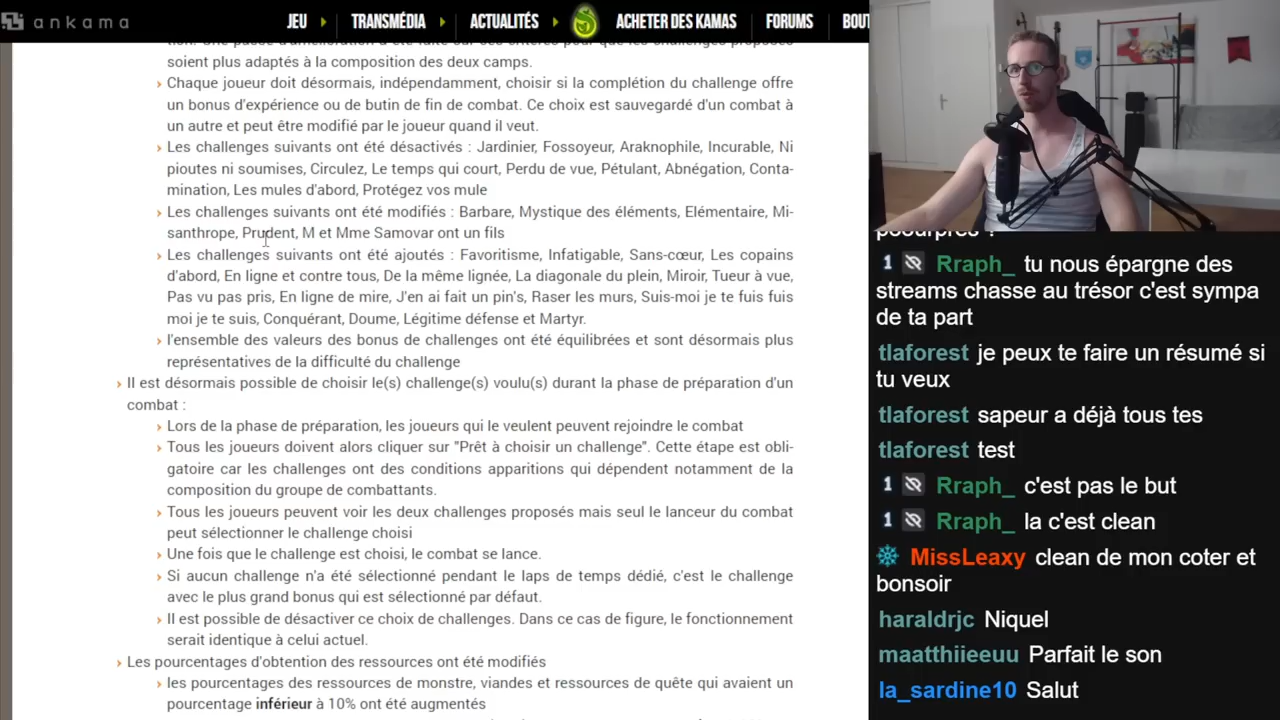 ankama
JEU
TRANSMÉDIA
ACTUALITÉS
ACHETER DES KAMAS
FORUMS
BOUT
soient plus adaptés à la composition des deux camps.
Chaque joueur doit désormais, indépendamment, choisir si la complétion du challenge offre
un bonus d'expérience ou de butin de fin de combat. Ce choix est sauvegardé d'un combat à
un autre et peut être modifié par le joueur quand il veut.
Les challenges suivants ont été désactivés : Jardinier, Fossoyeur, Araknophile, Incurable, Ni
pioutes ni soumises, Circulez, Le temps qui court, Perdu de vue, Pétulant, Abnégation, Conta-
mination, Les mules d'abord, Protégez vos mule
Les challenges suivants ont été modifiés : Barbare, Mystique des éléments, Elémentaire, Mi-
santhrope, Prudent, M et Mme Samovar ont un fils
Les challenges suivants ont été ajoutés : Favoritisme, Infatigable, Sans-cœur, Les copains
d'abord, En ligne et contre tous, De la même lignée, La diagonale du plein, Miroir, Tueur à vue,
Pas vu pas pris, En ligne de mire, J'en ai fait un pin's, Raser les murs, Suis-moi je te fuis fuis
moi je te suis, Conquérant, Doume, Légitime défense et Martyr.
l'ensemble des valeurs des bonus de challenges ont été équilibrées et sont désormais plus
représentatives de la difficulté du challenge
Il est désormais possible de choisir le(s) challenge(s) voulu(s) durant la phase de préparation d'un
combat :
Lors de la phase de préparation, les joueurs qui le veulent peuvent rejoindre le combat
Tous les joueurs doivent alors cliquer sur "Prêt à choisir un challenge". Cette étape est obli-
gatoire car les challenges ont des conditions apparitions qui dépendent notamment de la
composition du groupe de combattants.
Tous les joueurs peuvent voir les deux challenges proposés mais seul le lanceur du combat
peut sélectionner le challenge choisi
Une fois que le challenge est choisi, le combat se lance.
Si aucun challenge n'a été sélectionné pendant le laps de temps dédié, c'est le challenge
avec le plus grand bonus qui est sélectionné par défaut.
Il est possible de désactiver ce choix de challenges. Dans ce cas de figure, le fonctionnement
serait identique à celui actuel.
Les pourcentages d'obtention des ressources ont été modifiés
les pourcentages des ressources de monstre, viandes et ressources de quête qui avaient un
pourcentage inférieur à 10% ont été augmentés
1 Rraph_ tu nous épargne des
streams chasse au trésor c'est sympa
de ta part
tlaforest je peux te faire un résumé si
tu veux
tlaforest sapeur a déjà tous tes
tlaforest test
1 Rraph_ c'est pas le but
1 Rraph_ la c'est clean
MissLeaxy clean de mon coter et
bonsoir
haraldrjc Niquel
maatthiieeuu Parfait le son
la_sardine10 Salut